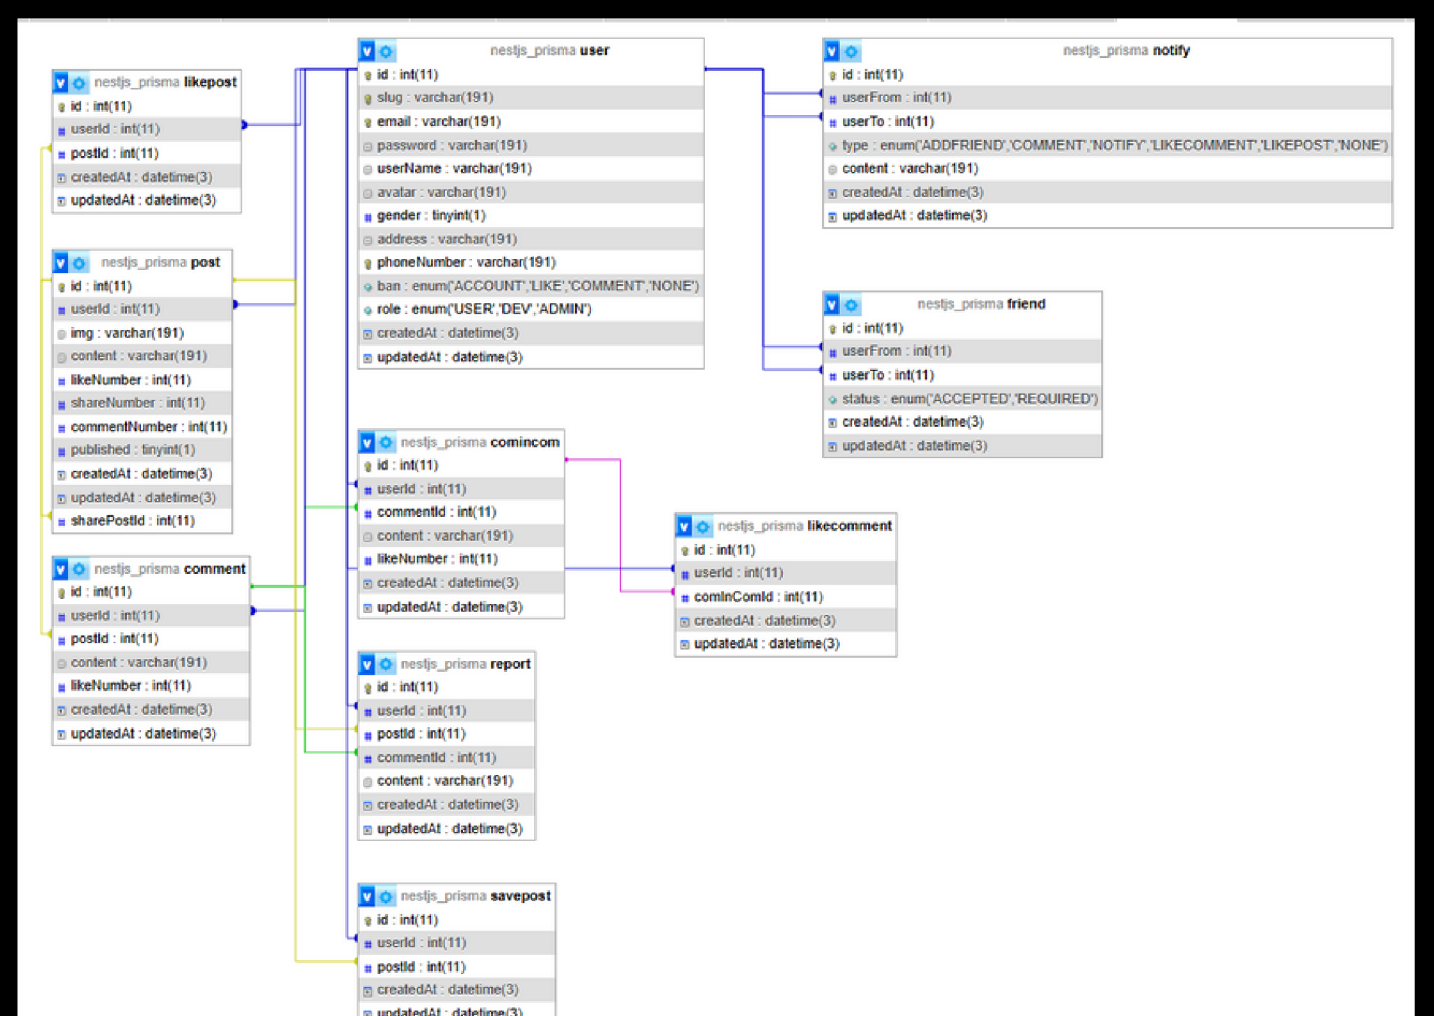 nestjs_prisma likepost
id : int(11)
userId : int(11)
postId : int(11)
createdAt : datetime(3)
updatedAt : datetime(3)
nestjs_prisma post
id : int(11)
userId : int(11)
img : varchar(191)
content : varchar(191)
likeNumber : int(11)
shareNumber : int(11)
commentNumber : int(11)
published : tinyint(1)
createdAt : datetime(3)
updatedAt : datetime(3)
sharePostId : int(11)
nestjs_prisma comment
id : int(11)
userId : int(11)
postId : int(11)
content : varchar(191)
likeNumber : int(11)
createdAt : datetime(3)
updatedAt : datetime(3)
nestjs_prisma user
id : int(11)
slug : varchar(191)
email : varchar(191)
password : varchar(191)
userName : varchar(191)
avatar : varchar(191)
gender : tinyint(1)
address : varchar(191)
phoneNumber : varchar(191)
ban : enum('ACCOUNT','LIKE','COMMENT','NONE')
role : enum('USER','DEV','ADMIN')
createdAt : datetime(3)
updatedAt : datetime(3)
nestjs_prisma comincom
id : int(11)
userId : int(11)
commentId : int(11)
content : varchar(191)
likeNumber : int(11)
createdAt : datetime(3)
updatedAt : datetime(3)
nestjs_prisma report
id : int(11)
userId : int(11)
postId : int(11)
commentId : int(11)
content : varchar(191)
createdAt : datetime(3)
updatedAt : datetime(3)
nestjs_prisma savepost
id : int(11)
userId : int(11)
postId : int(11)
createdAt : datetime(3)
updatedAt : datetime(3)
nestjs_prisma notify
id : int(11)
userFrom : int(11)
userTo : int(11)
type : enum('ADDFRIEND','COMMENT','NOTIFY','LIKECOMMENT','LIKEPOST','NONE')
content : varchar(191)
createdAt : datetime(3)
updatedAt : datetime(3)
nestjs_prisma friend
id : int(11)
userFrom : int(11)
userTo : int(11)
status : enum('ACCEPTED','REQUIRED')
createdAt : datetime(3)
updatedAt : datetime(3)
nestjs_prisma likecomment
id : int(11)
userId : int(11)
comInComId : int(11)
createdAt : datetime(3)
updatedAt : datetime(3)